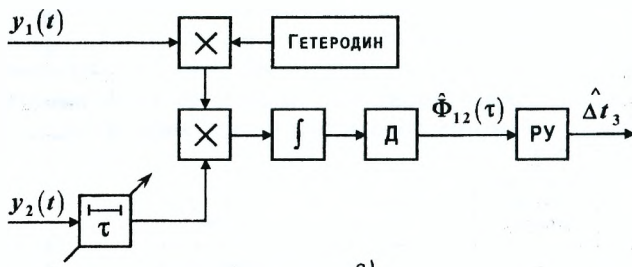 y₁(t)
×
ГЕТЕРОДИН
×
∫
Д
Φ̂₁₂(τ)
РУ
Δ̂t₃
y₂(t)
τ